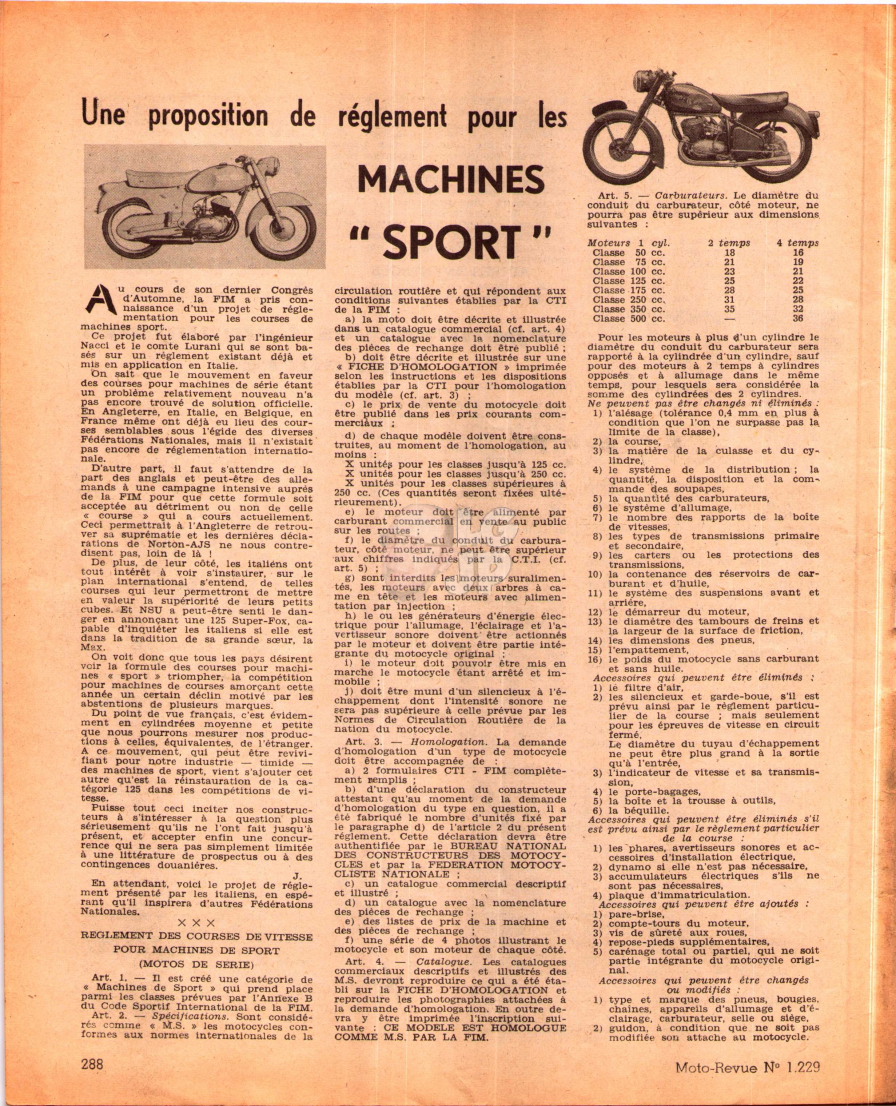 Une proposition de réglement pour les
MACHINES
“ SPORT ”
Au cours de son dernier Congrès
d'Automne, la FIM a pris con-
naissance d'un projet de régle-
mentation pour les courses de
machines sport.
Ce projet fut élaboré par l'ingénieur
Nacci et le comte Lurani qui se sont ba-
sés sur un réglement existant déjà et
mis en application en Italie.
On sait que le mouvement en faveur
des courses pour machines de série étant
un problème relativement nouveau n'a
pas encore trouvé de solution officielle.
En Angleterre, en Italie, en Belgique, en
France même ont déjà eu lieu des cour-
ses semblables sous l'égide des diverses
Fédérations Nationales, mais il n'existait
pas encore de réglementation internatio-
nale.
D'autre part, il faut s'attendre de la
part des anglais et peut-être des alle-
mands à une campagne intensive auprès
de la FIM pour que cette formule soit
acceptée au détriment ou non de celle
« course » qui a cours actuellement.
Ceci permettrait à l'Angleterre de retrou-
ver sa suprématie et les dernières décla-
rations de Norton-AJS ne nous contre-
disent pas, loin de là !
De plus, de leur côté, les italiens ont
tout intérêt à voir s'instaurer, sur le
plan international s'entend, de telles
courses qui leur permettront de mettre
en valeur la supériorité de leurs petits
cubes. Et NSU a peut-être senti le dan-
ger en annonçant une 125 Super-Fox, ca-
pable d'inquiéter les italiens si elle est
dans la tradition de sa grande sœur, la
Max.
On voit donc que tous les pays désirent
voir la formule des courses pour machi-
nes « sport » triompher, la compétition
pour machines de courses amorçant cette
année un certain déclin motivé par les
abstentions de plusieurs marques.
Du point de vue français, c'est évidem-
ment en cylindrées moyenne et petite
que nous pourrons mesurer nos produc-
tions à celles, équivalentes, de l'étranger.
A ce mouvement, qui peut être revivi-
fiant pour notre industrie — timide —
des machines de sport, vient s'ajouter cet
autre qu'est la réinstauration de la ca-
tégorie 125 dans les compétitions de vi-
tesse.
Puisse tout ceci inciter nos construc-
teurs à s'intéresser à la question plus
sérieusement qu'ils ne l'ont fait jusqu'à
présent, et accepter enfin une concur-
rence qui ne sera pas simplement limitée
à une littérature de prospectus ou à des
contingences douanières.
J.
En attendant, voici le projet de régle-
ment présenté par les italiens, en espé-
rant qu'il inspirera d'autres Fédérations
Nationales.
X X X
REGLEMENT DES COURSES DE VITESSE
POUR MACHINES DE SPORT
(MOTOS DE SERIE)
Art. 1. — Il est créé une catégorie de
« Machines de Sport » qui prend place
parmi les classes prévues par l'Annexe B
du Code Sportif International de la FIM.
Art. 2. — Spécifications. Sont considé-
rés comme « M.S. » les motocycles con-
formes aux normes internationales de la
circulation routière et qui répondent aux
conditions suivantes établies par la CTI
de la FIM :
a) la moto doit être décrite et illustrée
dans un catalogue commercial (cf. art. 4)
et un catalogue avec la nomenclature
des pièces de rechange doit être publié ;
b) doit être décrite et illustrée sur une
« FICHE D'HOMOLOGATION » imprimée
selon les instructions et les dispositions
établies par la CTI pour l'homologation
du modèle (cf. art. 3) ;
c) le prix de vente du motocycle doit
être publié dans les prix courants com-
merciaux ;
d) de chaque modèle doivent être cons-
truites, au moment de l'homologation, au
moins :
X unités pour les classes jusqu'à 125 cc.
X unités pour les classes jusqu'à 250 cc.
X unités pour les classes supérieures à
250 cc. (Ces quantités seront fixées ulté-
rieurement).
e) le moteur doit être alimenté par
carburant commercial en vente au public
sur les routes ;
f) le diamètre du conduit du carbura-
teur, côté moteur, ne peut être supérieur
aux chiffres indiqués par la C.T.I. (cf.
art. 5) ;
g) sont interdits les moteurs suralimen-
tés, les moteurs avec deux arbres à ca-
me en tête et les moteurs avec alimen-
tation par injection ;
h) le ou les générateurs d'énergie élec-
trique pour l'allumage, l'éclairage et l'a-
vertisseur sonore doivent être actionnés
par le moteur et doivent être partie inté-
grante du motocycle original ;
i) le moteur doit pouvoir être mis en
marche le motocycle étant arrêté et im-
mobile ;
j) doit être muni d'un silencieux à l'é-
chappement dont l'intensité sonore ne
sera pas supérieure à celle prévue par les
Normes de Circulation Routière de la
nation du motocycle.
Art. 3. — Homologation. La demande
d'homologation d'un type de motocycle
doit être accompagnée de :
a) 2 formulaires CTI - FIM complète-
ment remplis ;
b) d'une déclaration du constructeur
attestant qu'au moment de la demande
d'homologation du type en question, il a
été fabriqué le nombre d'unités fixé par
le paragraphe d) de l'article 2 du présent
réglement. Cette déclaration devra être
authentifiée par le BUREAU NATIONAL
DES CONSTRUCTEURS DES MOTOCY-
CLES et par la FEDERATION MOTOCY-
CLISTE NATIONALE ;
c) un catalogue commercial descriptif
et illustré ;
d) un catalogue avec la nomenclature
des pièces de rechange ;
e) des listes de prix de la machine et
des pièces de rechange ;
f) une série de 4 photos illustrant le
motocycle et son moteur de chaque côté.
Art. 4. — Catalogue. Les catalogues
commerciaux descriptifs et illustrés des
M.S. devront reproduire ce qui a été éta-
bli sur la FICHE D'HOMOLOGATION et
reproduire les photographies attachées à
la demande d'homologation. En outre de-
vra y être imprimée l'inscription sui-
vante : CE MODELE EST HOMOLOGUE
COMME M.S. PAR LA FIM.
Art. 5. — Carburateurs. Le diamétre du
conduit du carburateur, côté moteur, ne
pourra pas être supérieur aux dimensions
suivantes :
Moteurs 1 cyl. 2 temps 4 temps
Classe 50 cc. 18 16
Classe 75 cc. 21 19
Classe 100 cc. 23 21
Classe 125 cc. 25 22
Classe 175 cc. 28 25
Classe 250 cc. 31 28
Classe 350 cc. 35 32
Classe 500 cc. — 36
Pour les moteurs à plus d'un cylindre le
diamètre du conduit du carburateur sera
rapporté à la cylindrée d'un cylindre, sauf
pour des moteurs à 2 temps à cylindres
opposés et à allumage dans le même
temps, pour lesquels sera considérée la
somme des cylindrées des 2 cylindres.
Ne peuvent pas être changés ni éliminés :
1) l'alésage (tolérance 0,4 mm en plus à
condition que l'on ne surpasse pas la
limite de la classe),
2) la course,
3) la matière de la culasse et du cy-
lindre,
4) le système de la distribution ; la
quantité, la disposition et la com-
mande des soupapes,
5) la quantité des carburateurs,
6) le système d'allumage,
7) le nombre des rapports de la boîte
de vitesses,
8) les types de transmissions primaire
et secondaire,
9) les carters ou les protections des
transmissions,
10) la contenance des réservoirs de car-
burant et d'huile,
11) le système des suspensions avant et
arrière,
12) le démarreur du moteur,
13) le diamètre des tambours de freins et
la largeur de la surface de friction,
14) les dimensions des pneus,
15) l'empattement,
16) le poids du motocycle sans carburant
et sans huile.
Accessoires qui peuvent être éliminés :
1) le filtre d'air,
2) les silencieux et garde-boue, s'il est
prévu ainsi par le réglement particu-
lier de la course ; mais seulement
pour les épreuves de vitesse en circuit
fermé,
Le diamètre du tuyau d'échappement
ne peut être plus grand à la sortie
qu'à l'entrée,
3) l'indicateur de vitesse et sa transmis-
sion,
4) le porte-bagages,
5) la boîte et la trousse à outils,
6) la béquille.
Accessoires qui peuvent être éliminés s'il
est prévu ainsi par le règlement particulier
de la course :
1) les phares, avertisseurs sonores et ac-
cessoires d'installation électrique,
2) dynamo si elle n'est pas nécessaire,
3) accumulateurs électriques s'ils ne
sont pas nécessaires,
4) plaque d'immatriculation.
Accessoires qui peuvent être ajoutés :
1) pare-brise,
2) compte-tours du moteur,
3) vis de sûreté aux roues,
4) repose-pieds supplémentaires,
5) carénage total ou partiel, qui ne soit
partie intégrante du motocycle origi-
nal.
Accessoires qui peuvent être changés
ou modifiés :
1) type et marque des pneus, bougies,
chaines, appareils d'allumage et d'é-
clairage, carburateur, selle ou siège,
2) guidon, à condition que ne soit pas
modifiée son attache au motocycle.
288
Moto-Revue N° 1.229